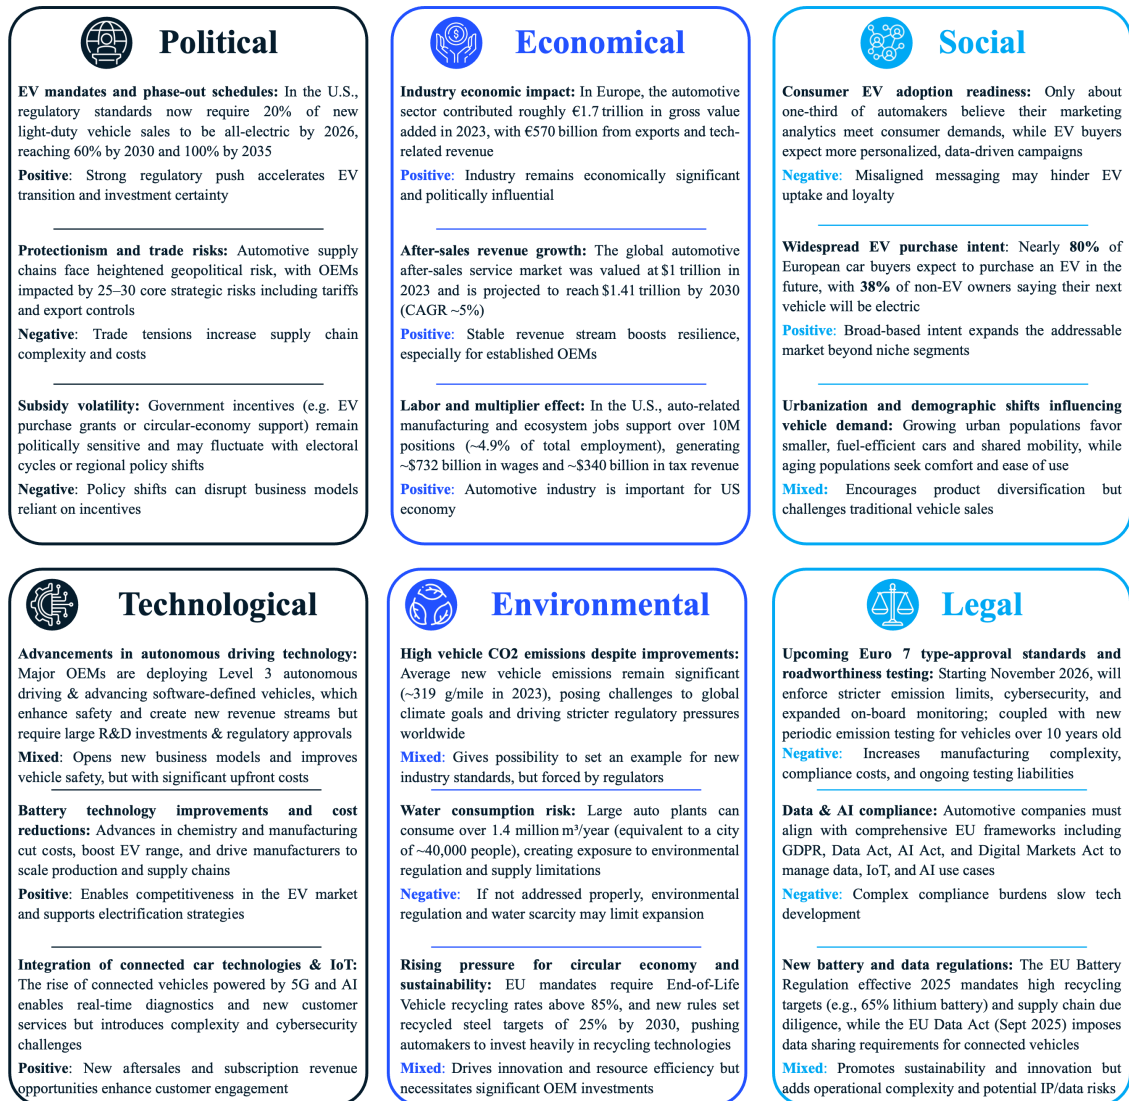 Political
EV mandates and phase-out schedules: In the U.S.,
regulatory standards now require 20% of new
light-duty vehicle sales to be all-electric by 2026,
reaching 60% by 2030 and 100% by 2035
Positive: Strong regulatory push accelerates EV
transition and investment certainty
Protectionism and trade risks: Automotive supply
chains face heightened geopolitical risk, with OEMs
impacted by 25–30 core strategic risks including tariffs
and export controls
Negative: Trade tensions increase supply chain
complexity and costs
Subsidy volatility: Government incentives (e.g. EV
purchase grants or circular-economy support) remain
politically sensitive and may fluctuate with electoral
cycles or regional policy shifts
Negative: Policy shifts can disrupt business models
reliant on incentives
Economical
Industry economic impact: In Europe, the automotive
sector contributed roughly €1.7 trillion in gross value
added in 2023, with €570 billion from exports and tech-
related revenue
Positive: Industry remains economically significant
and politically influential
After-sales revenue growth: The global automotive
after-sales service market was valued at $1 trillion in
2023 and is projected to reach $1.41 trillion by 2030
(CAGR ~5%)
Positive: Stable revenue stream boosts resilience,
especially for established OEMs
Labor and multiplier effect: In the U.S., auto-related
manufacturing and ecosystem jobs support over 10M
positions (~4.9% of total employment), generating
~$732 billion in wages and ~$340 billion in tax revenue
Positive: Automotive industry is important for US
economy
Social
Consumer EV adoption readiness: Only about
one-third of automakers believe their marketing
analytics meet consumer demands, while EV buyers
expect more personalized, data-driven campaigns
Negative: Misaligned messaging may hinder EV
uptake and loyalty
Widespread EV purchase intent: Nearly 80% of
European car buyers expect to purchase an EV in the
future, with 38% of non-EV owners saying their next
vehicle will be electric
Positive: Broad-based intent expands the addressable
market beyond niche segments
Urbanization and demographic shifts influencing
vehicle demand: Growing urban populations favor
smaller, fuel-efficient cars and shared mobility, while
aging populations seek comfort and ease of use
Mixed: Encourages product diversification but
challenges traditional vehicle sales
Technological
Advancements in autonomous driving technology:
Major OEMs are deploying Level 3 autonomous
driving & advancing software-defined vehicles, which
enhance safety and create new revenue streams but
require large R&D investments & regulatory approvals
Mixed: Opens new business models and improves
vehicle safety, but with significant upfront costs
Battery technology improvements and cost
reductions: Advances in chemistry and manufacturing
cut costs, boost EV range, and drive manufacturers to
scale production and supply chains
Positive: Enables competitiveness in the EV market
and supports electrification strategies
Integration of connected car technologies & IoT:
The rise of connected vehicles powered by 5G and AI
enables real-time diagnostics and new customer
services but introduces complexity and cybersecurity
challenges
Positive: New aftersales and subscription revenue
opportunities enhance customer engagement
Environmental
High vehicle CO2 emissions despite improvements:
Average new vehicle emissions remain significant
(~319 g/mile in 2023), posing challenges to global
climate goals and driving stricter regulatory pressures
worldwide
Mixed: Gives possibility to set an example for new
industry standards, but forced by regulators
Water consumption risk: Large auto plants can
consume over 1.4 million m³/year (equivalent to a city
of ~40,000 people), creating exposure to environmental
regulation and supply limitations
Negative: If not addressed properly, environmental
regulation and water scarcity may limit expansion
Rising pressure for circular economy and
sustainability: EU mandates require End-of-Life
Vehicle recycling rates above 85%, and new rules set
recycled steel targets of 25% by 2030, pushing
automakers to invest heavily in recycling technologies
Mixed: Drives innovation and resource efficiency but
necessitates significant OEM investments
Legal
Upcoming Euro 7 type-approval standards and
roadworthiness testing: Starting November 2026, will
enforce stricter emission limits, cybersecurity, and
expanded on-board monitoring; coupled with new
periodic emission testing for vehicles over 10 years old
Negative: Increases manufacturing complexity,
compliance costs, and ongoing testing liabilities
Data & AI compliance: Automotive companies must
align with comprehensive EU frameworks including
GDPR, Data Act, AI Act, and Digital Markets Act to
manage data, IoT, and AI use cases
Negative: Complex compliance burdens slow tech
development
New battery and data regulations: The EU Battery
Regulation effective 2025 mandates high recycling
targets (e.g., 65% lithium battery) and supply chain due
diligence, while the EU Data Act (Sept 2025) imposes
data sharing requirements for connected vehicles
Mixed: Promotes sustainability and innovation but
adds operational complexity and potential IP/data risks